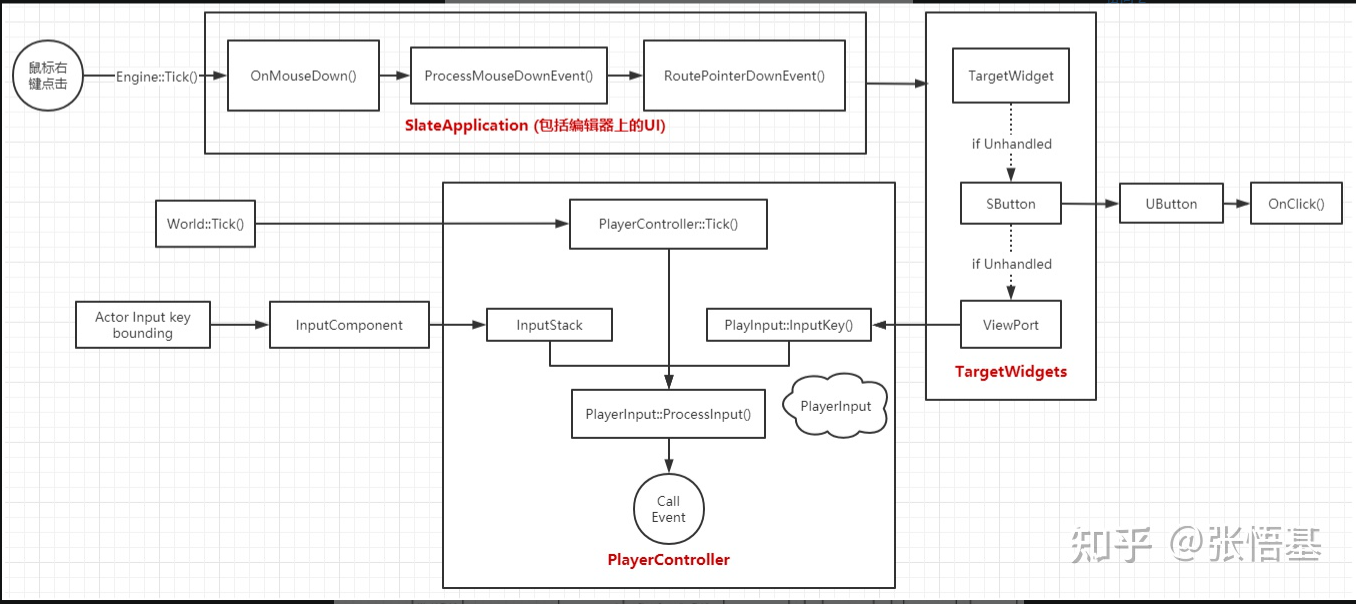 鼠标右
键点击
Engine::Tick()
OnMouseDown()
ProcessMouseDownEvent()
RoutePointerDownEvent()
SlateApplication (包括编辑器上的UI)
TargetWidget
if Unhandled
SButton
UButton
OnClick()
if Unhandled
ViewPort
TargetWidgets
World::Tick()
PlayerController::Tick()
Actor Input key
bounding
InputComponent
InputStack
PlayInput::InputKey()
PlayerInput::ProcessInput()
PlayerInput
Call
Event
PlayerController
知乎 @张悟基